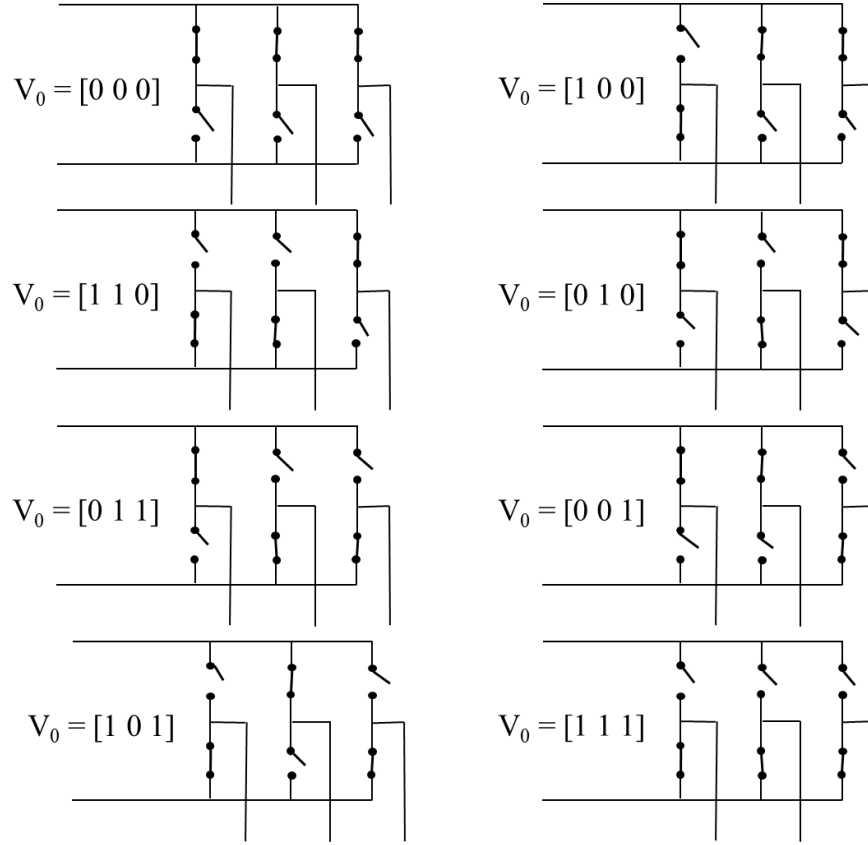 V₀ = [0 0 0]
V₀ = [1 0 0]
V₀ = [1 1 0]
V₀ = [0 1 0]
V₀ = [0 1 1]
V₀ = [0 0 1]
V₀ = [1 0 1]
V₀ = [1 1 1]